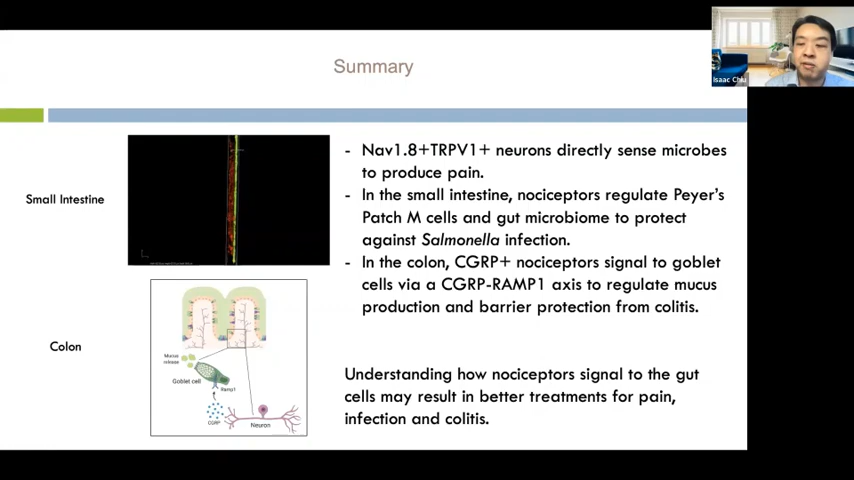 Isaac Chiu
Summary
Small Intestine
- Nav1.8+TRPV1+ neurons directly sense microbes
to produce pain.
- In the small intestine, nociceptors regulate Peyer's
Patch M cells and gut microbiome to protect
against Salmonella infection.
- In the colon, CGRP+ nociceptors signal to goblet
cells via a CGRP-RAMP1 axis to regulate mucus
production and barrier protection from colitis.
Colon
Mucus
release
Goblet cell
Ramp1
CGRP
Neuron
Understanding how nociceptors signal to the gut
cells may result in better treatments for pain,
infection and colitis.